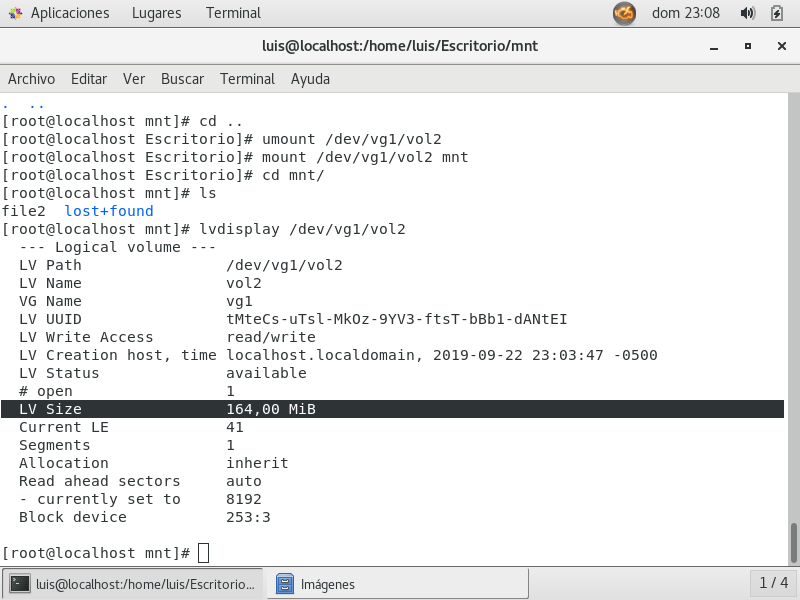 Aplicaciones Lugares Terminal dom 23:08
luis@localhost:/home/luis/Escritorio/mnt
Archivo Editar Ver Buscar Terminal Ayuda
. ..
[root@localhost mnt]# cd ..
[root@localhost Escritorio]# umount /dev/vg1/vol2
[root@localhost Escritorio]# mount /dev/vg1/vol2 mnt
[root@localhost Escritorio]# cd mnt/
[root@localhost mnt]# ls
file2 lost+found
[root@localhost mnt]# lvdisplay /dev/vg1/vol2
--- Logical volume ---
LV Path /dev/vg1/vol2
LV Name vol2
VG Name vg1
LV UUID tMteCs-uTsl-MkOz-9YV3-ftsT-bBb1-dANtEI
LV Write Access read/write
LV Creation host, time localhost.localdomain, 2019-09-22 23:03:47 -0500
LV Status available
# open 1
LV Size 164,00 MiB
Current LE 41
Segments 1
Allocation inherit
Read ahead sectors auto
- currently set to 8192
Block device 253:3
[root@localhost mnt]#
luis@localhost:/home/luis/Escritorio... Imágenes 1 / 4